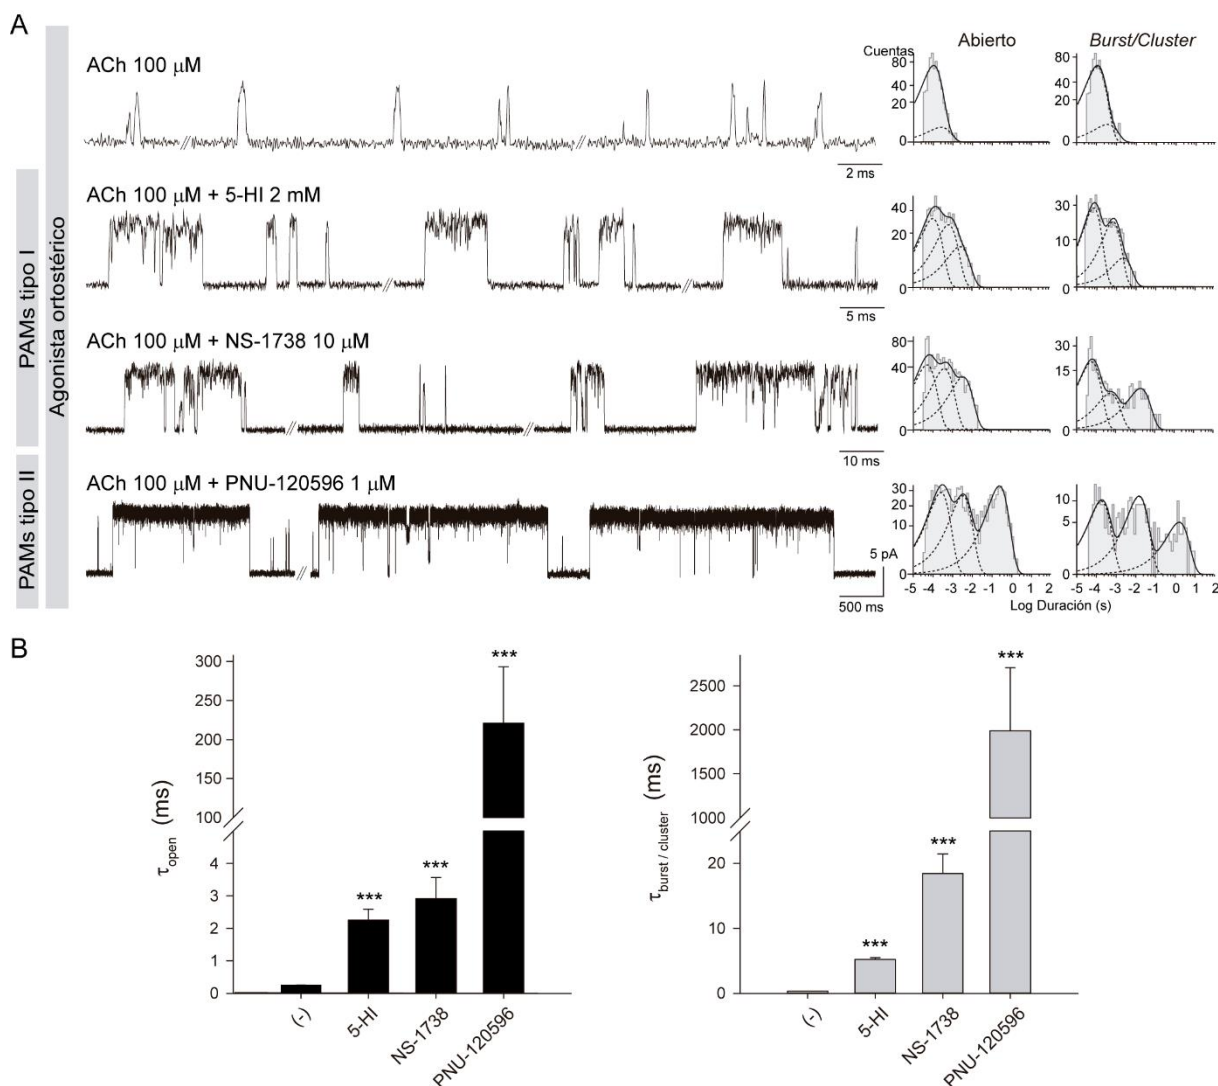 A
PAMs tipo I
PAMs tipo II
Agonista ortostérico
ACh 100 μM
2 ms
ACh 100 μM + 5-HI 2 mM
5 ms
ACh 100 μM + NS-1738 10 μM
10 ms
ACh 100 μM + PNU-120596 1 μM
5 pA
500 ms
Abierto
Burst/Cluster
Cuentas
80
40
20
0
80
40
20
0
40
20
0
30
10
0
80
40
0
30
15
0
30
20
10
0
10
5
0
-5 -4 -3 -2 -1 0 1 2
-5 -4 -3 -2 -1 0 1 2
Log Duración (s)
B
300
250
200
150
100
4
3
2
1
0
τopen (ms)
***
***
***
(-)
5-HI
NS-1738
PNU-120596
2500
2000
1500
1000
20
10
0
τburst / cluster (ms)
***
***
***
(-)
5-HI
NS-1738
PNU-120596